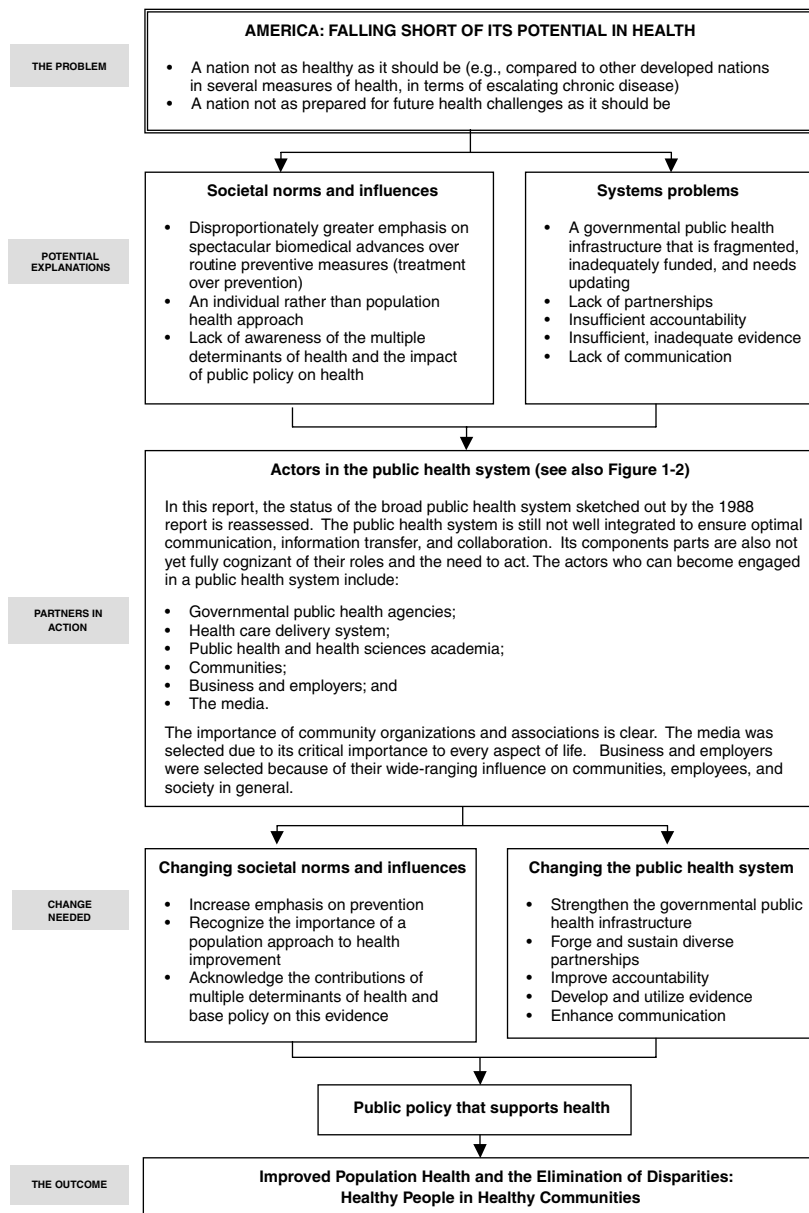 AMERICA: FALLING SHORT OF ITS POTENTIAL IN HEALTH
THE PROBLEM
• A nation not as healthy as it should be (e.g., compared to other developed nations
in several measures of health, in terms of escalating chronic disease)
• A nation not as prepared for future health challenges as it should be
POTENTIAL
EXPLANATIONS
Societal norms and influences
• Disproportionately greater emphasis on
spectacular biomedical advances over
routine preventive measures (treatment
over prevention)
• An individual rather than population
health approach
• Lack of awareness of the multiple
determinants of health and the impact
of public policy on health
Systems problems
• A governmental public health
infrastructure that is fragmented,
inadequately funded, and needs
updating
• Lack of partnerships
• Insufficient accountability
• Insufficient, inadequate evidence
• Lack of communication
PARTNERS IN
ACTION
Actors in the public health system (see also Figure 1-2)
In this report, the status of the broad public health system sketched out by the 1988
report is reassessed. The public health system is still not well integrated to ensure optimal
communication, information transfer, and collaboration. Its components parts are also not
yet fully cognizant of their roles and the need to act. The actors who can become engaged
in a public health system include:
• Governmental public health agencies;
• Health care delivery system;
• Public health and health sciences academia;
• Communities;
• Business and employers; and
• The media.
The importance of community organizations and associations is clear. The media was
selected due to its critical importance to every aspect of life. Business and employers
were selected because of their wide-ranging influence on communities, employees, and
society in general.
CHANGE
NEEDED
Changing societal norms and influences
• Increase emphasis on prevention
• Recognize the importance of a
population approach to health
improvement
• Acknowledge the contributions of
multiple determinants of health and
base policy on this evidence
Changing the public health system
• Strengthen the governmental public
health infrastructure
• Forge and sustain diverse
partnerships
• Improve accountability
• Develop and utilize evidence
• Enhance communication
Public policy that supports health
THE OUTCOME
Improved Population Health and the Elimination of Disparities:
Healthy People in Healthy Communities